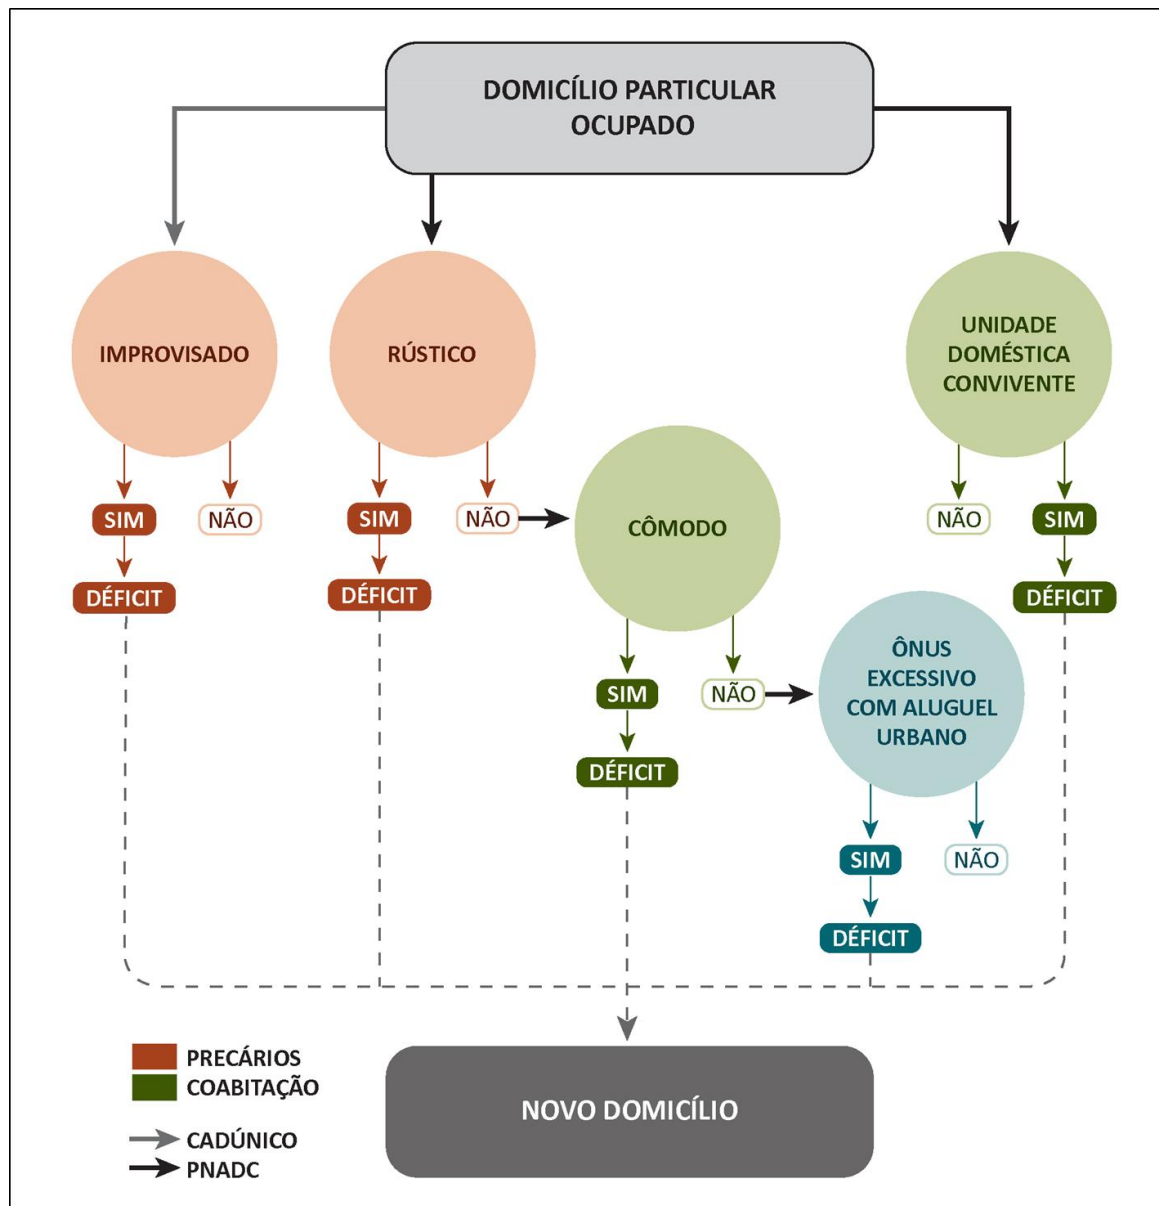 DOMICÍLIO PARTICULAR
OCUPADO
IMPROVISADO
RÚSTICO
UNIDADE
DOMÉSTICA
CONVIVENTE
SIM
NÃO
DÉFICIT
SIM
NÃO
DÉFICIT
CÔMODO
NÃO
SIM
DÉFICIT
SIM
NÃO
DÉFICIT
ÔNUS
EXCESSIVO
COM ALUGUEL
URBANO
SIM
NÃO
DÉFICIT
PRECÁRIOS
COABITAÇÃO
CADÚNICO
PNADC
NOVO DOMICÍLIO